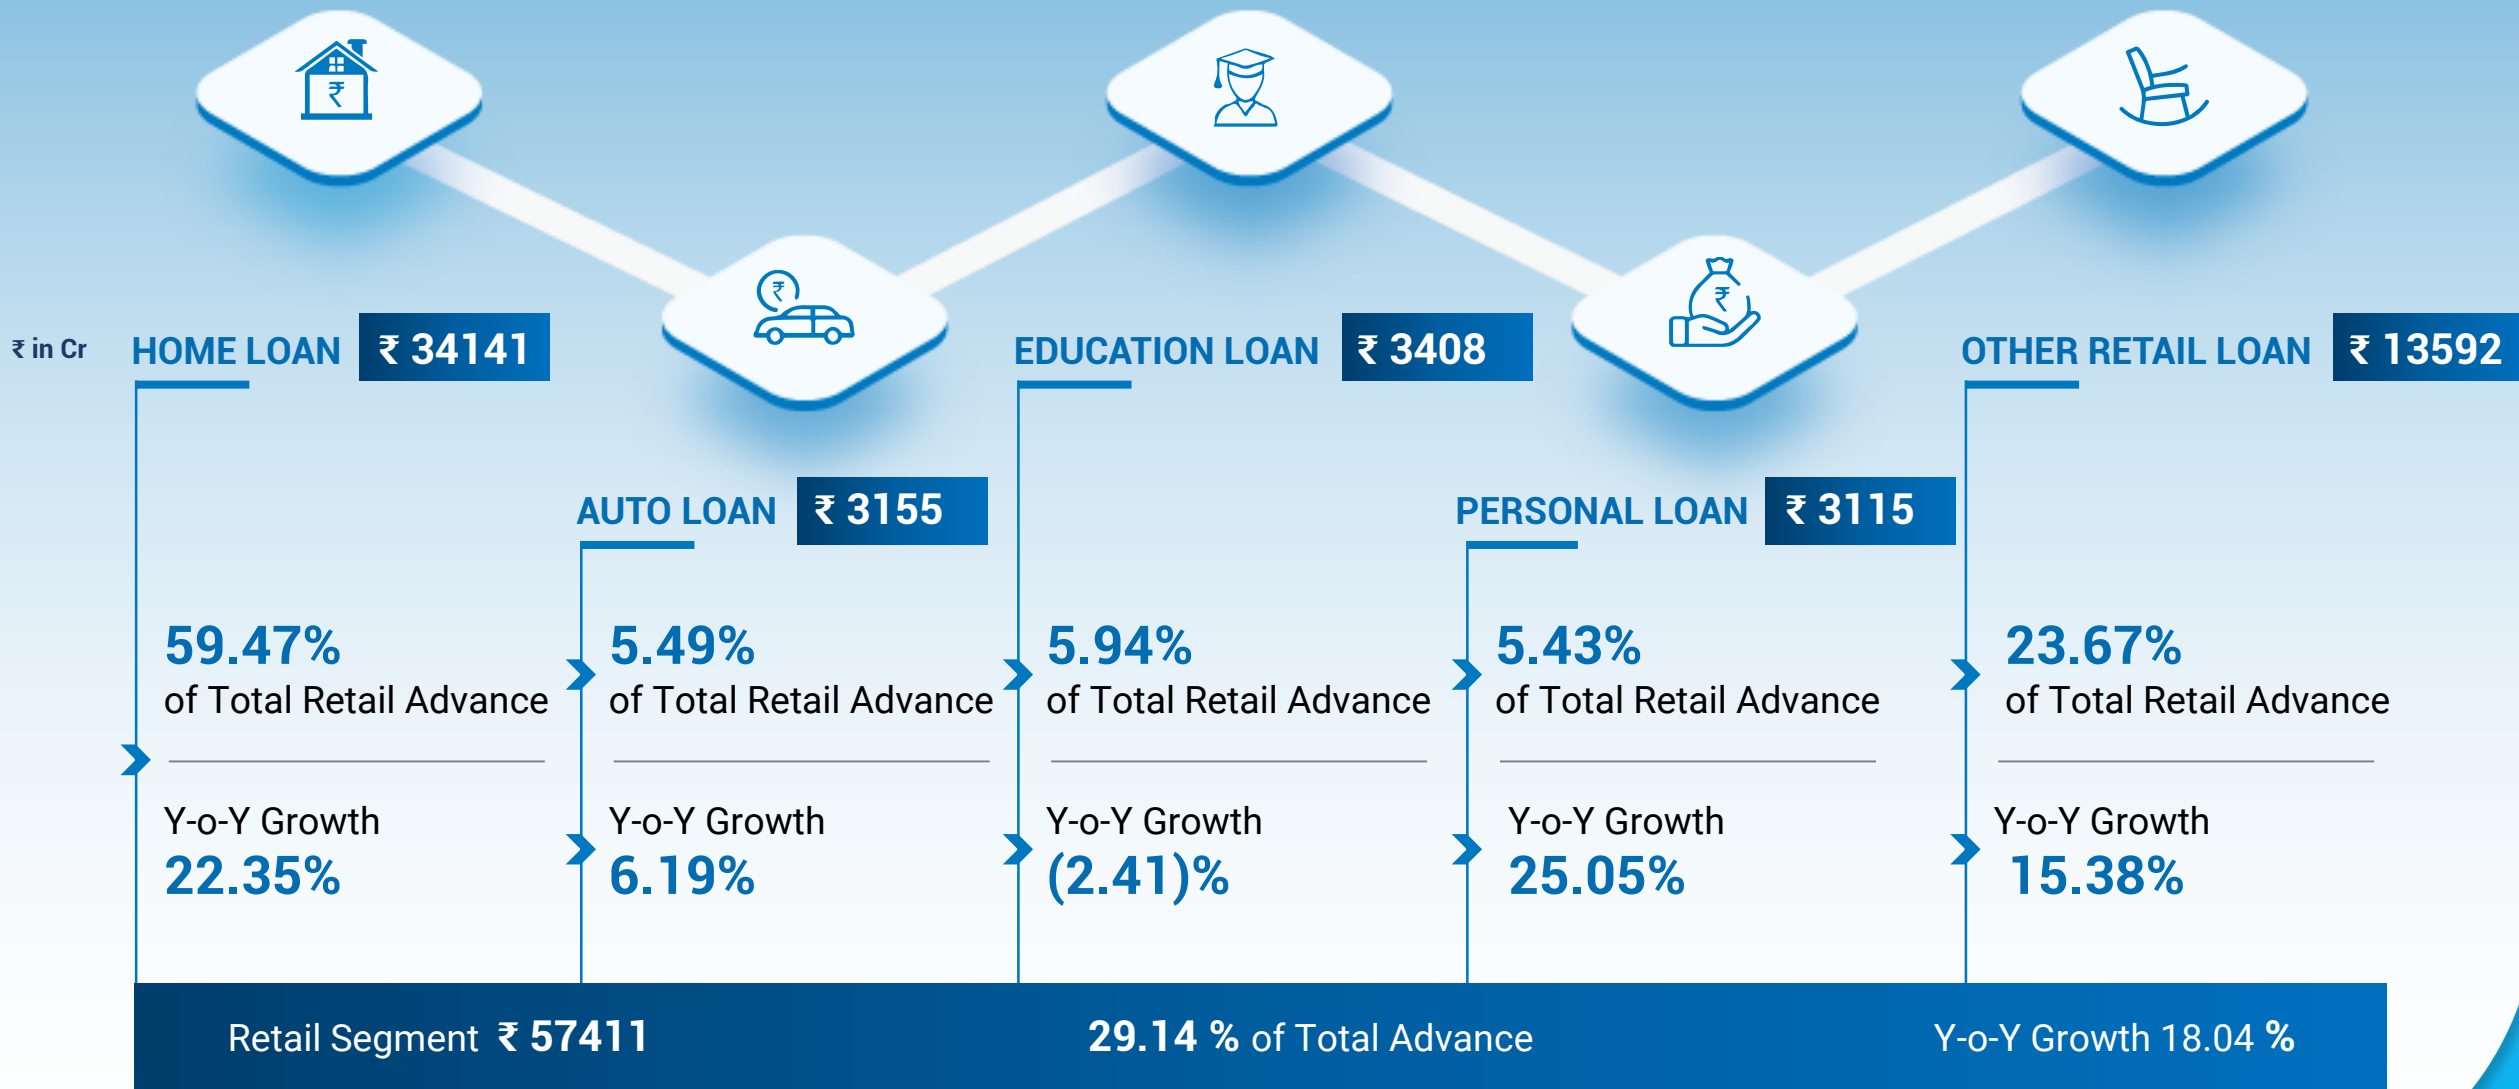 ₹ in Cr
HOME LOAN ₹ 34141
59.47%
of Total Retail Advance
Y-o-Y Growth
22.35%
AUTO LOAN ₹ 3155
5.49%
of Total Retail Advance
Y-o-Y Growth
6.19%
EDUCATION LOAN ₹ 3408
5.94%
of Total Retail Advance
Y-o-Y Growth
(2.41)%
PERSONAL LOAN ₹ 3115
5.43%
of Total Retail Advance
Y-o-Y Growth
25.05%
OTHER RETAIL LOAN ₹ 13592
23.67%
of Total Retail Advance
Y-o-Y Growth
15.38%
Retail Segment ₹ 57411 29.14 % of Total Advance Y-o-Y Growth 18.04 %
₹
₹
₹